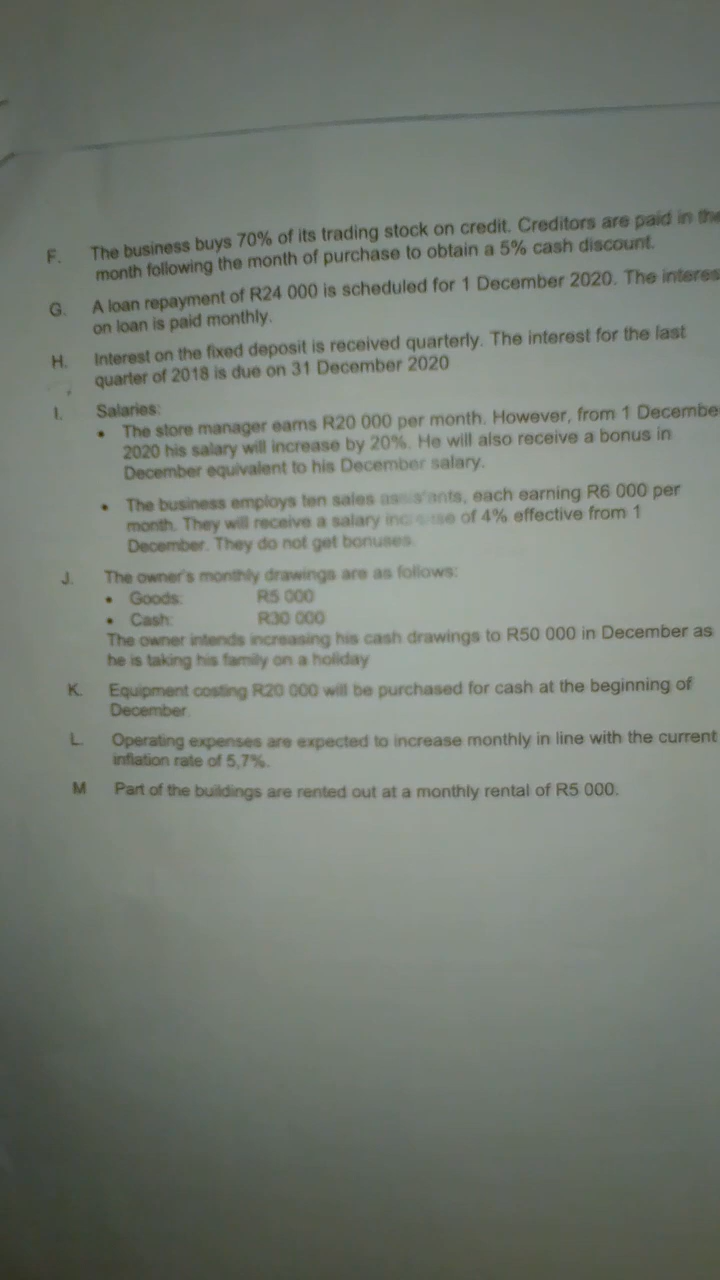 F. The business buys 70% of its trading stock on credit. Creditors are paid in the
month following the month of purchase to obtain a 5% cash discount.
G. A loan repayment of R24 000 is scheduled for 1 December 2020. The interes
on loan is paid monthly.
H. Interest on the fixed deposit is received quarterly. The interest for the last
quarter of 2018 is due on 31 December 2020
I. Salaries:
• The store manager earns R20 000 per month. However, from 1 Decembe
2020 his salary will increase by 20%. He will also receive a bonus in
December equivalent to his December salary.
• The business employs ten sales assistants, each earning R6 000 per
month. They will receive a salary increase of 4% effective from 1
December. They do not get bonuses.
J. The owner's monthly drawings are as follows:
• Goods: R5 000
• Cash: R30 000
The owner intends increasing his cash drawings to R50 000 in December as
he is taking his family on a holiday
K. Equipment costing R20 000 will be purchased for cash at the beginning of
December.
L. Operating expenses are expected to increase monthly in line with the current
inflation rate of 5,7%.
M Part of the buildings are rented out at a monthly rental of R5 000.